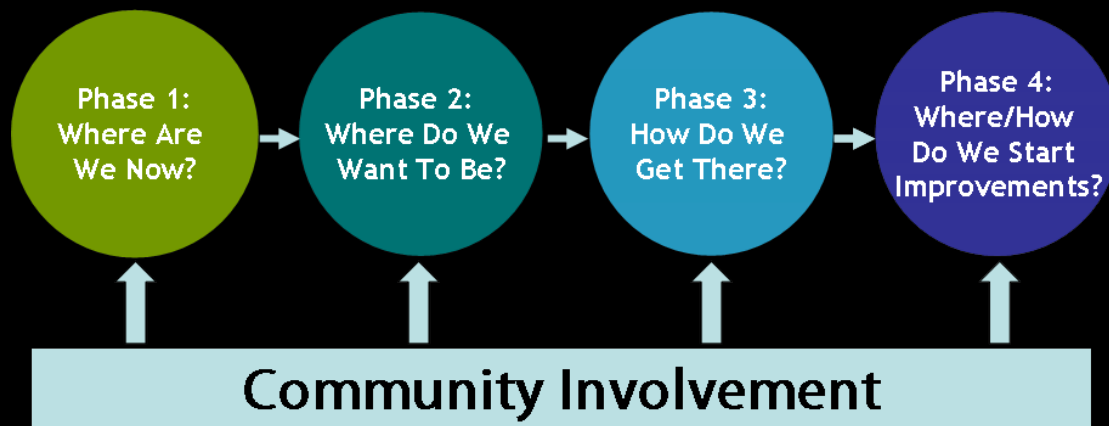 Phase 1:
Where Are
We Now?
Phase 2:
Where Do We
Want To Be?
Phase 3:
How Do We
Get There?
Phase 4:
Where/How
Do We Start
Improvements?
Community Involvement